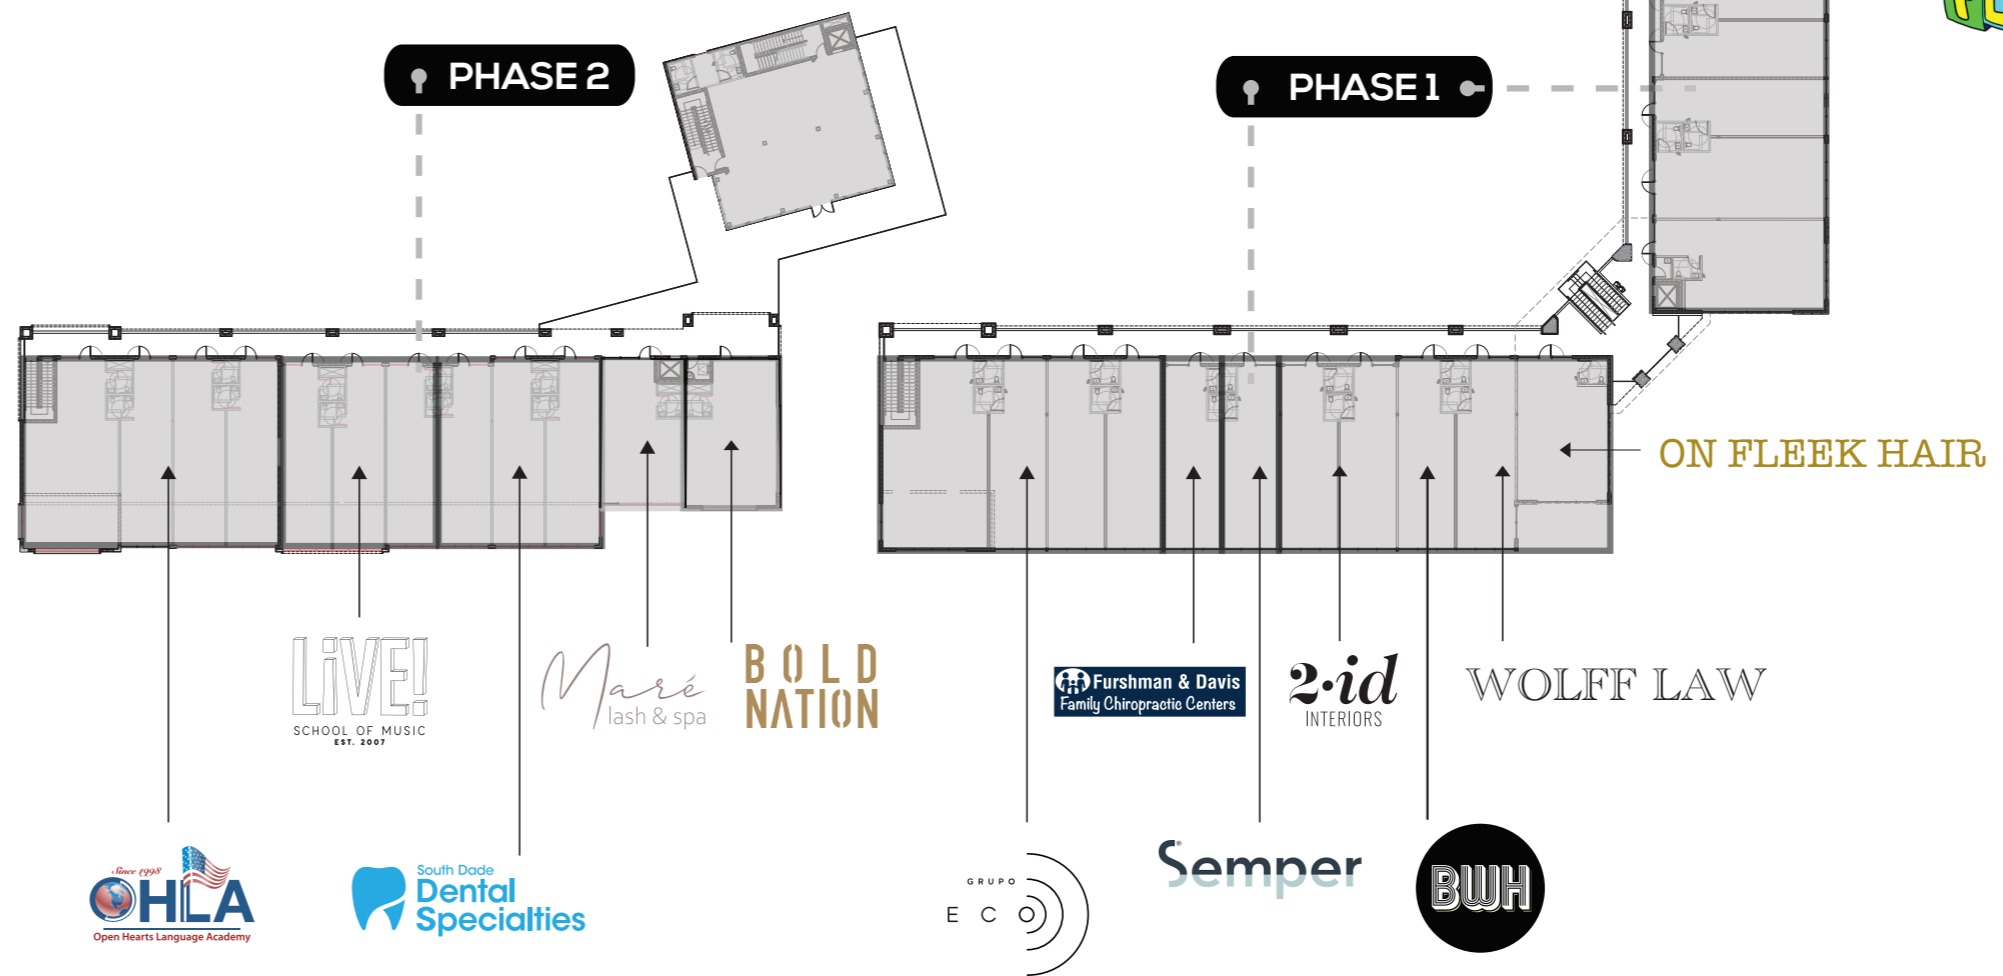 PHASE 2
PHASE 1
ON FLEEK HAIR
LiVE!
SCHOOL OF MUSIC
EST. 2007
Maré
lash & spa
BOLD
NATION
Furshman & Davis
Family Chiropractic Centers
2·id
INTERIORS
WOLFF LAW
Since 1998
OHLA
Open Hearts Language Academy
South Dade
Dental
Specialties
GRUPO
ECO
Semper
BWH